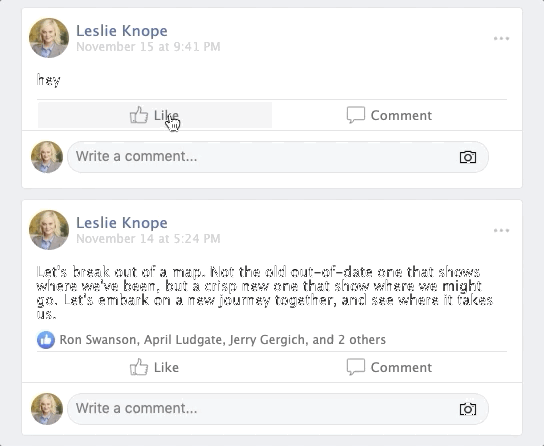 Leslie Knope
November 15 at 9:41 PM
hey
Like Comment
Write a comment...
Leslie Knope
November 14 at 5:24 PM
Let's break out of a map. Not the old out-of-date one that shows
where we've been, but a crisp new one that show where we might
go. Let's embark on a new journey together, and see where it takes
us.
Ron Swanson, April Ludgate, Jerry Gergich, and 2 others
Like Comment
Write a comment...